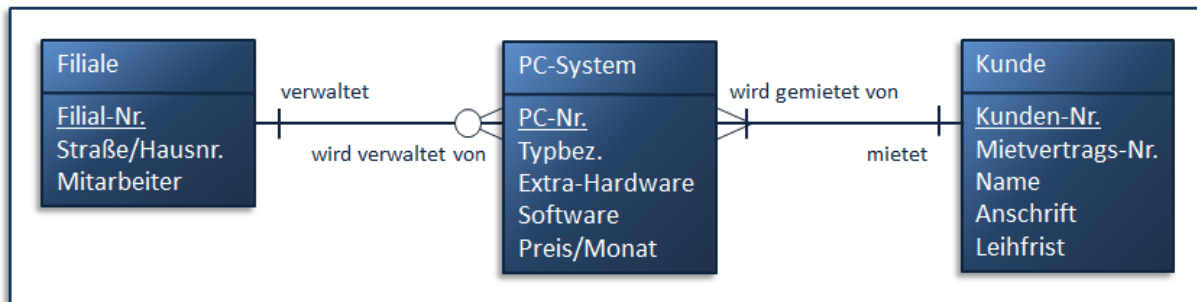 Filiale
Filial-Nr.
Straße/Hausnr.
Mitarbeiter
verwaltet
wird verwaltet von
PC-System
PC-Nr.
Typbez.
Extra-Hardware
Software
Preis/Monat
wird gemietet von
mietet
Kunde
Kunden-Nr.
Mietvertrags-Nr.
Name
Anschrift
Leihfrist